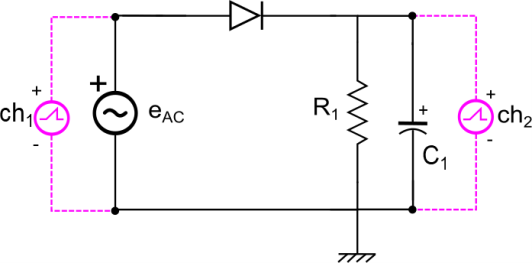 +
+
+
+
ch1
eAC
R1
C1
ch2
-
-